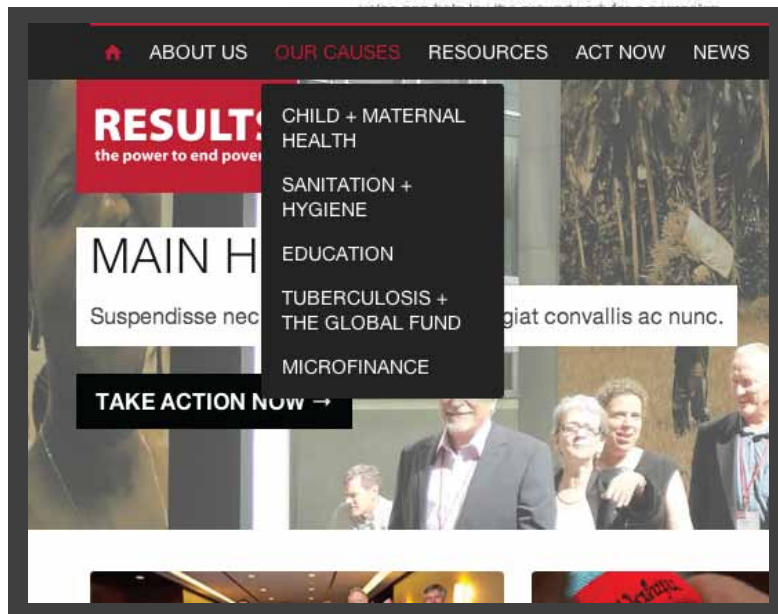 ABOUT US OUR CAUSES RESOURCES ACT NOW NEWS
RESULTS
the power to end pover
CHILD + MATERNAL
HEALTH
SANITATION +
HYGIENE
EDUCATION
TUBERCULOSIS +
THE GLOBAL FUND
MICROFINANCE
MAIN H
Suspendisse nec giat convallis ac nunc.
TAKE ACTION NOW →